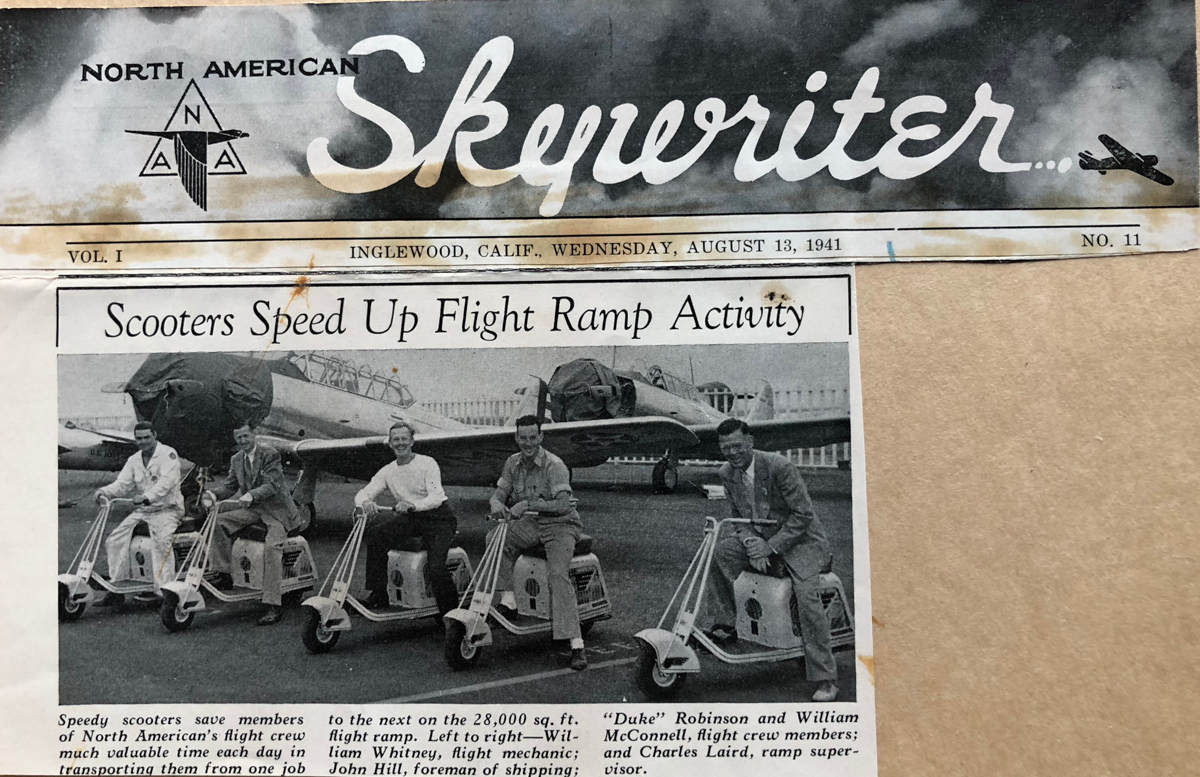 NORTH AMERICAN
N
A A
Skywriter...
VOL. I INGLEWOOD, CALIF., WEDNESDAY, AUGUST 13, 1941 NO. 11
Scooters Speed Up Flight Ramp Activity
Speedy scooters save members
of North American's flight crew
much valuable time each day in
transporting them from one job
to the next on the 28,000 sq. ft.
flight ramp. Left to right—Wil-
liam Whitney, flight mechanic;
John Hill, foreman of shipping;
"Duke" Robinson and William
McConnell, flight crew members;
and Charles Laird, ramp super-
visor.